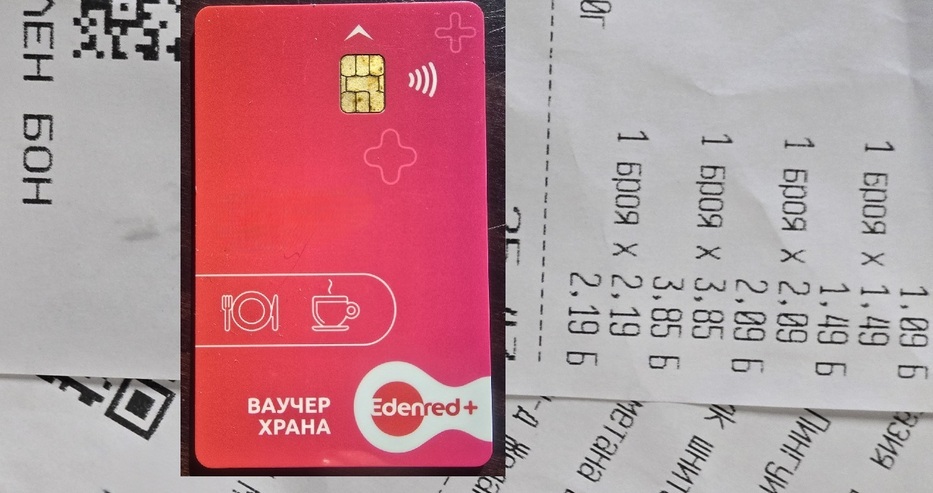 БОН
ВАУЧЕР
ХРАНА
Edenred+
1,09 Б
1 броя X 1,49
1,49 Б
1 броя X 2,09
2,09 Б
1 броя X 3,85
3,85 Б
1 броя X 2,19
2,19 Б